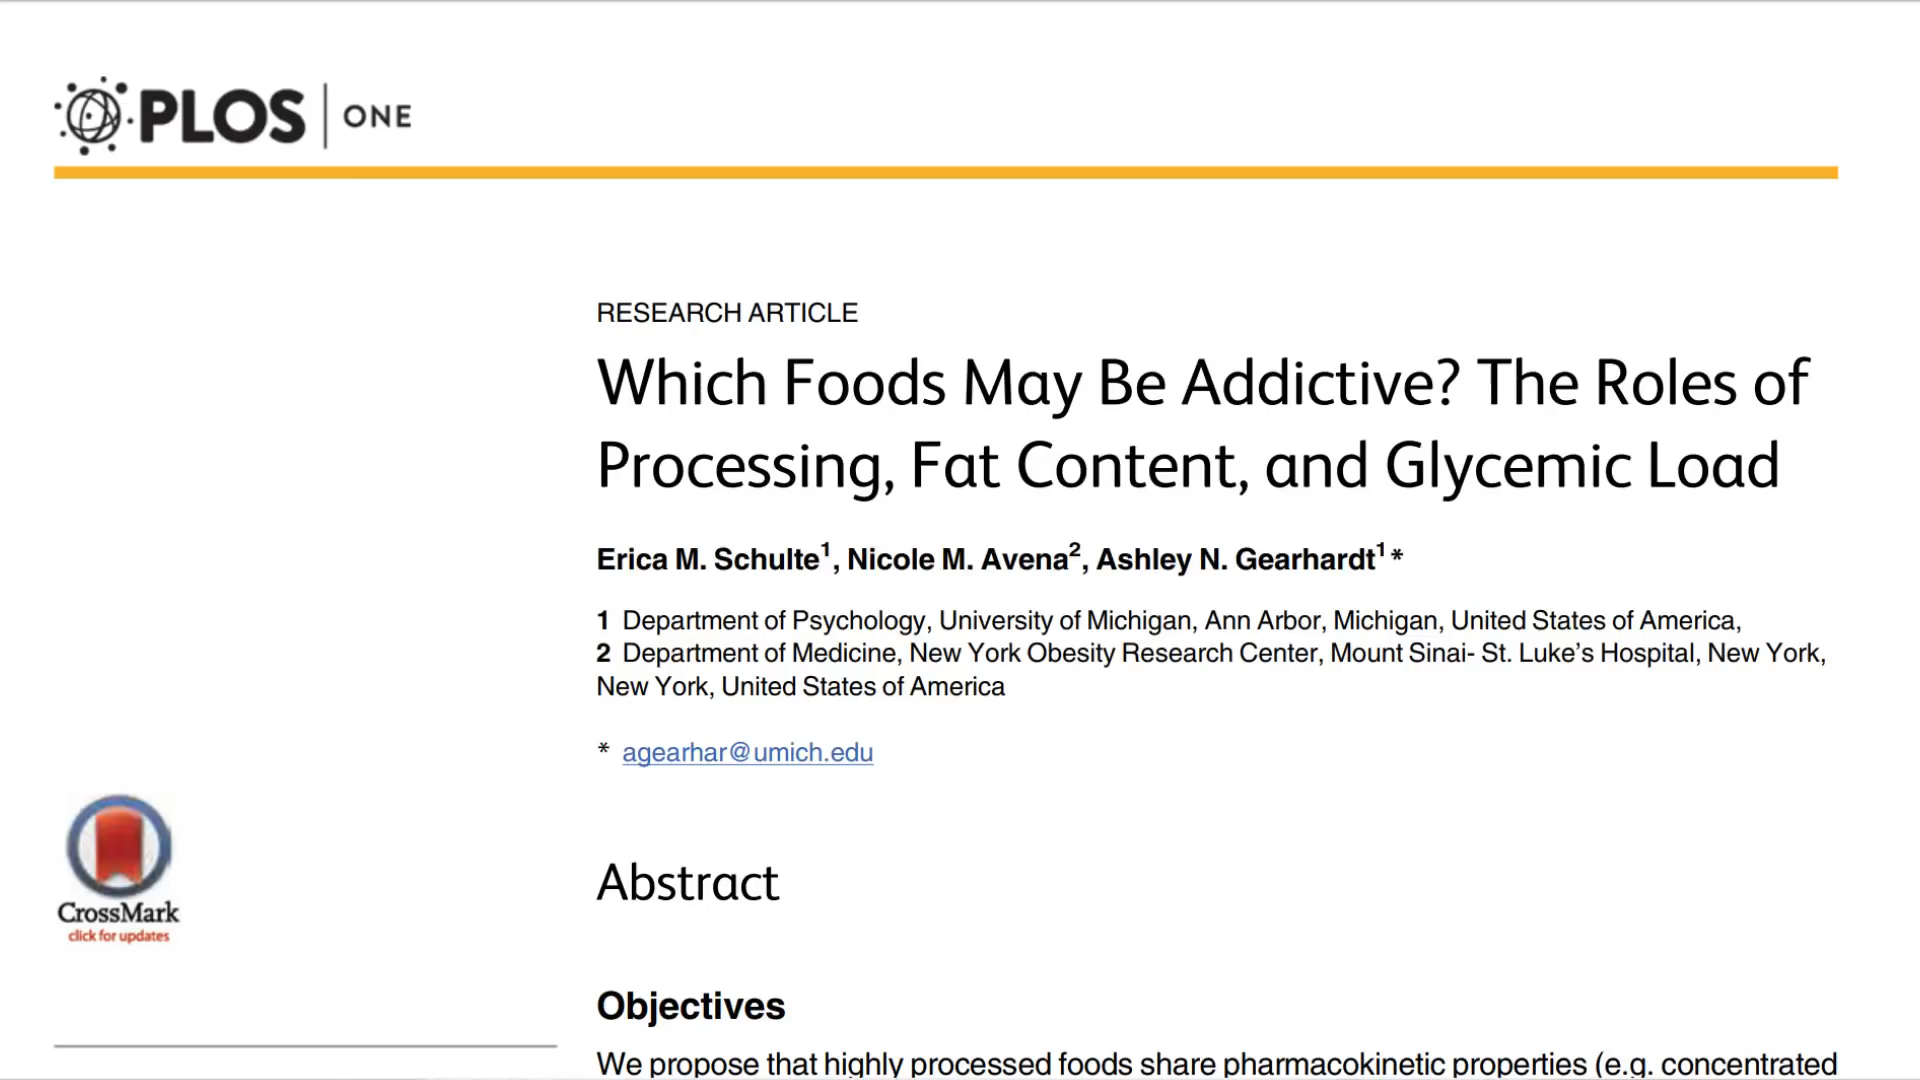 PLOS | ONE
RESEARCH ARTICLE
Which Foods May Be Addictive? The Roles of
Processing, Fat Content, and Glycemic Load
Erica M. Schulte1, Nicole M. Avena2, Ashley N. Gearhardt1*
1 Department of Psychology, University of Michigan, Ann Arbor, Michigan, United States of America,
2 Department of Medicine, New York Obesity Research Center, Mount Sinai- St. Luke’s Hospital, New York,
New York, United States of America
* agearhar@umich.edu
CrossMark
click for updates
Abstract
Objectives
We propose that highly processed foods share pharmacokinetic properties (e.g. concentrated